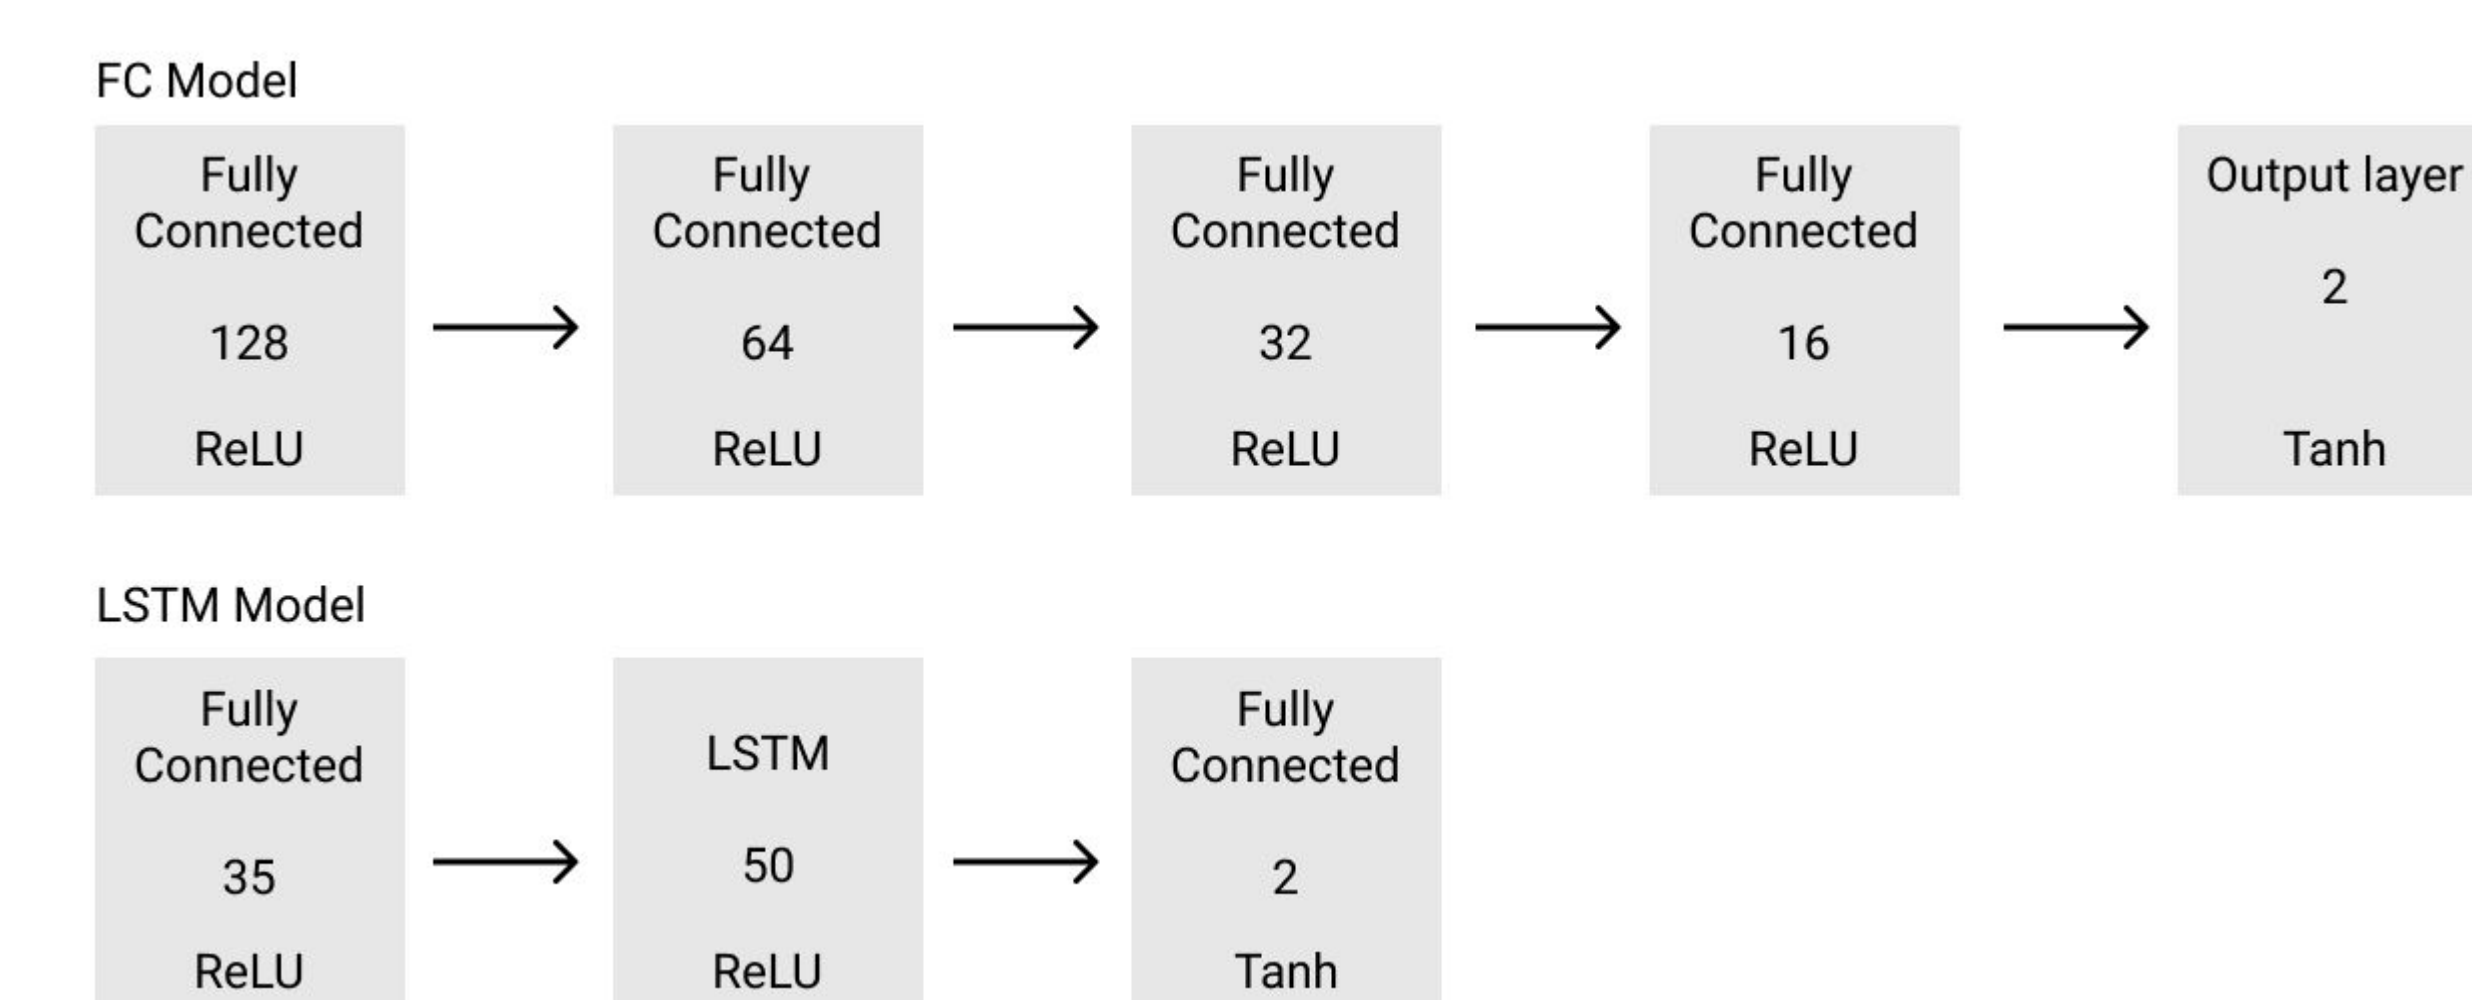 FC Model
Fully
Connected
128
ReLU
Fully
Connected
64
ReLU
Fully
Connected
32
ReLU
Fully
Connected
16
ReLU
Output layer
2
Tanh
LSTM Model
Fully
Connected
35
ReLU
LSTM
50
ReLU
Fully
Connected
2
Tanh